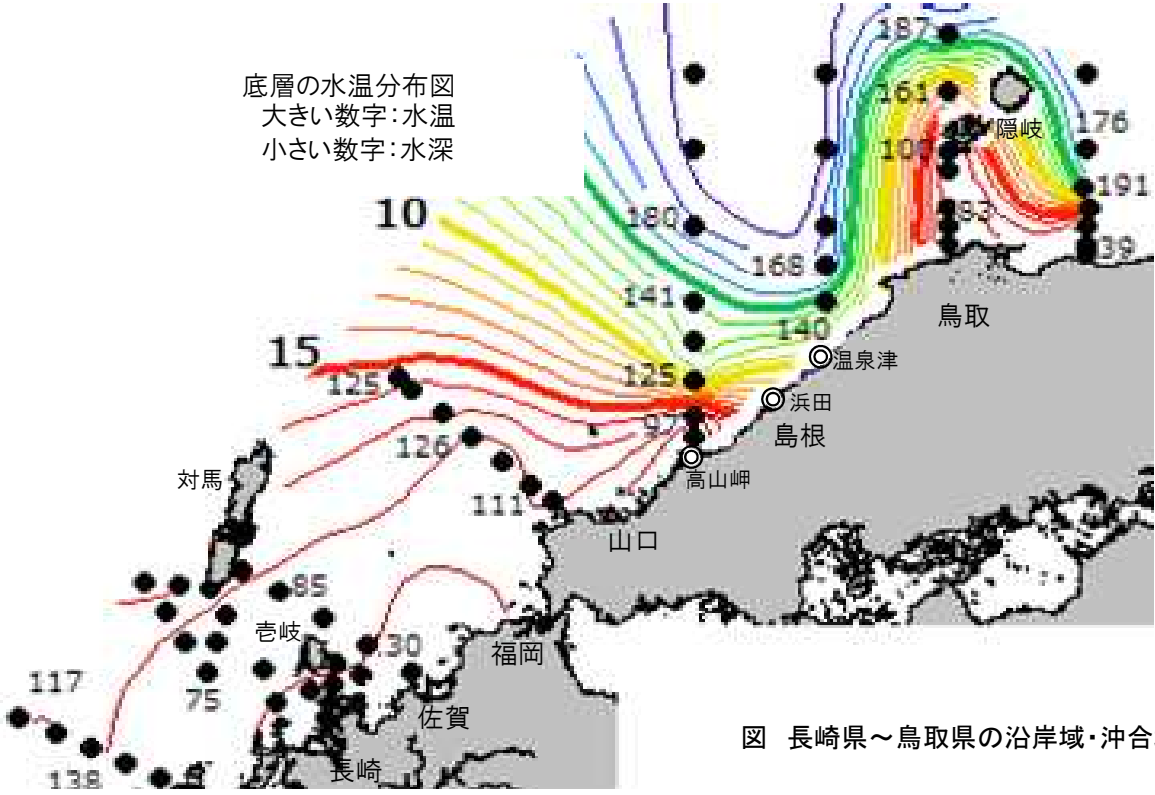 底層の水温分布図
大きい数字：水温
小さい数字：水深
187
161
隠岐
176
10
180
191
83
39
168
141
鳥取
140
15
温泉津
125
125
浜田
97
島根
126
対馬
高山岬
111
山口
85
壱岐
30
福岡
117
75
佐賀
図 長崎県～鳥取県の沿岸域・沖合
長崎
138